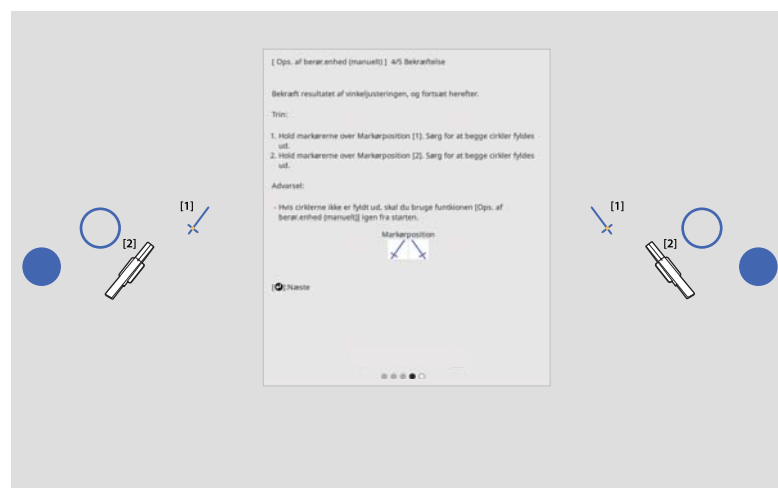 [ Ops. af berør.enhed (manuelt) ] 4/5 Bekræftelse
Bekræft resultatet af vinkeljusteringen, og fortsæt herefter.
Trin:
1. Hold markørerne over Markørposition [1]. Sørg for at begge cirkler fyldes
ud.
2. Hold markørerne over Markørposition [2]. Sørg for at begge cirkler fyldes
ud.
Advarsel:
- Hvis cirklerne ikke er fyldt ud, skal du bruge funktionen [Ops. af
berør.enhed (manuelt)] igen fra starten.
Markørposition
[ ]:Næste
[1]
[2]
[1]
[2]